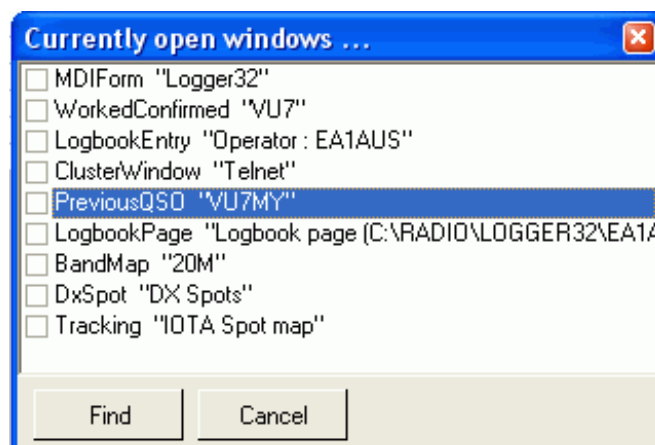 Currently open windows ...
MDIForm "Logger32"
WorkedConfirmed "VU7"
LogbookEntry "Operator : EA1AUS"
ClusterWindow "Telnet"
PreviousQSO "VU7MY"
LogbookPage "Logbook page (C:\RADIO\LOGGER32\EA1A
BandMap "20M"
DxSpot "DX Spots"
Tracking "IOTA Spot map"
Find Cancel